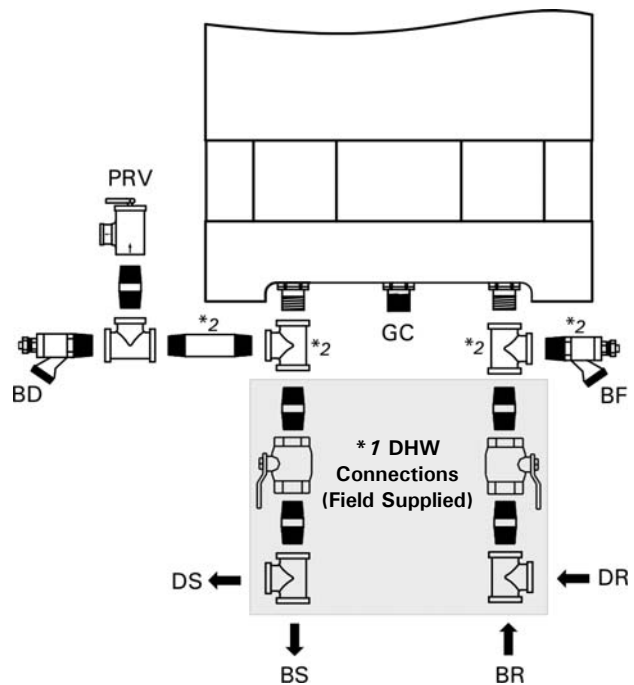 PRV
*2
*2
GC
*2
*2
BD
BF
*1 DHW
Connections
(Field Supplied)
DS
DR
BS
BR